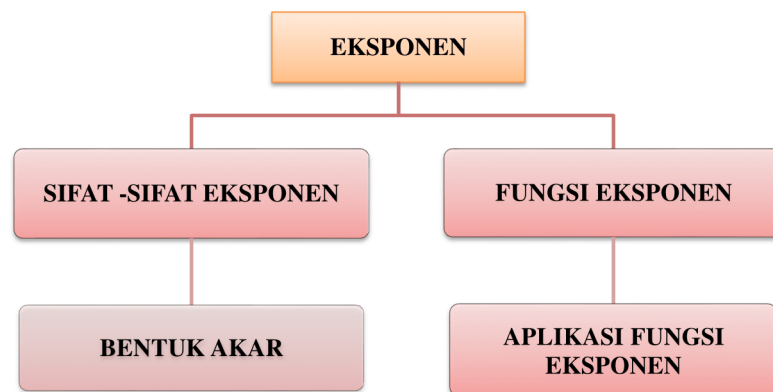 EKSPONEN
SIFAT -SIFAT EKSPONEN
FUNGSI EKSPONEN
BENTUK AKAR
APLIKASI FUNGSI
EKSPONEN